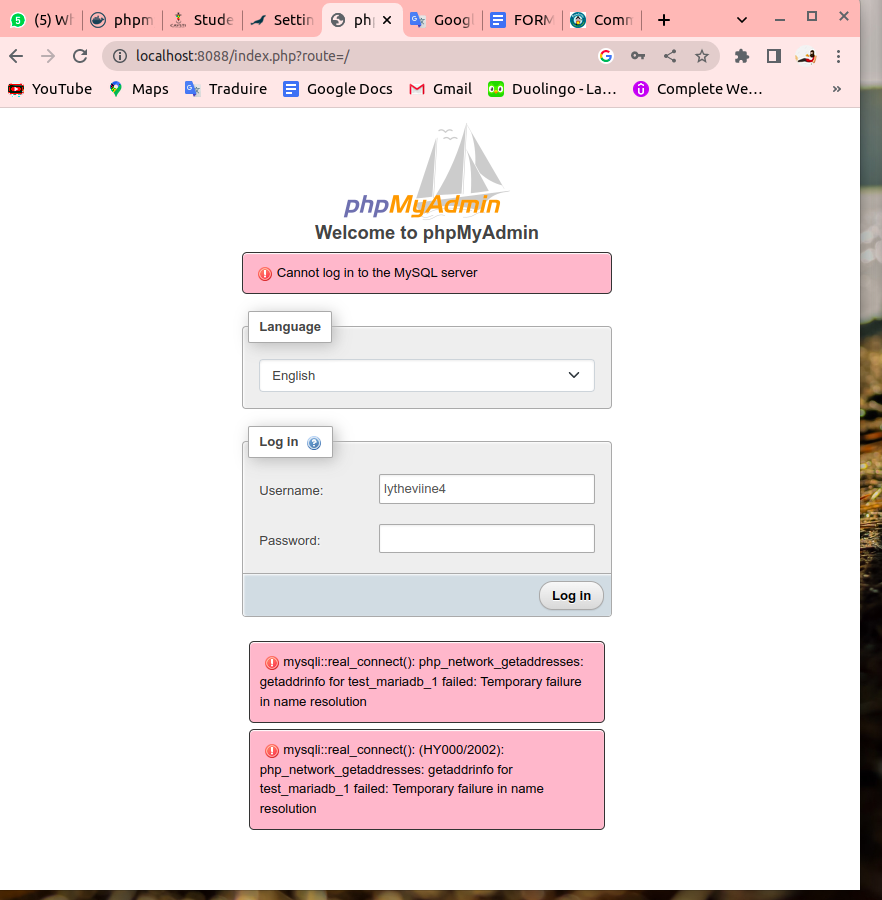 (5) Wh
phpm
Stude
Settin
php
Googl
FORM
Comm
localhost:8088/index.php?route=/
YouTube
Maps
Traduire
Google Docs
Gmail
Duolingo - La...
Complete We...
»
phpMyAdmin
Welcome to phpMyAdmin
Cannot log in to the MySQL server
Language
English
Log in
Username:
lytheviine4
Password:
Log in
mysqli::real_connect(): php_network_getaddresses:
getaddrinfo for test_mariadb_1 failed: Temporary failure
in name resolution
mysqli::real_connect(): (HY000/2002):
php_network_getaddresses: getaddrinfo for
test_mariadb_1 failed: Temporary failure in name
resolution